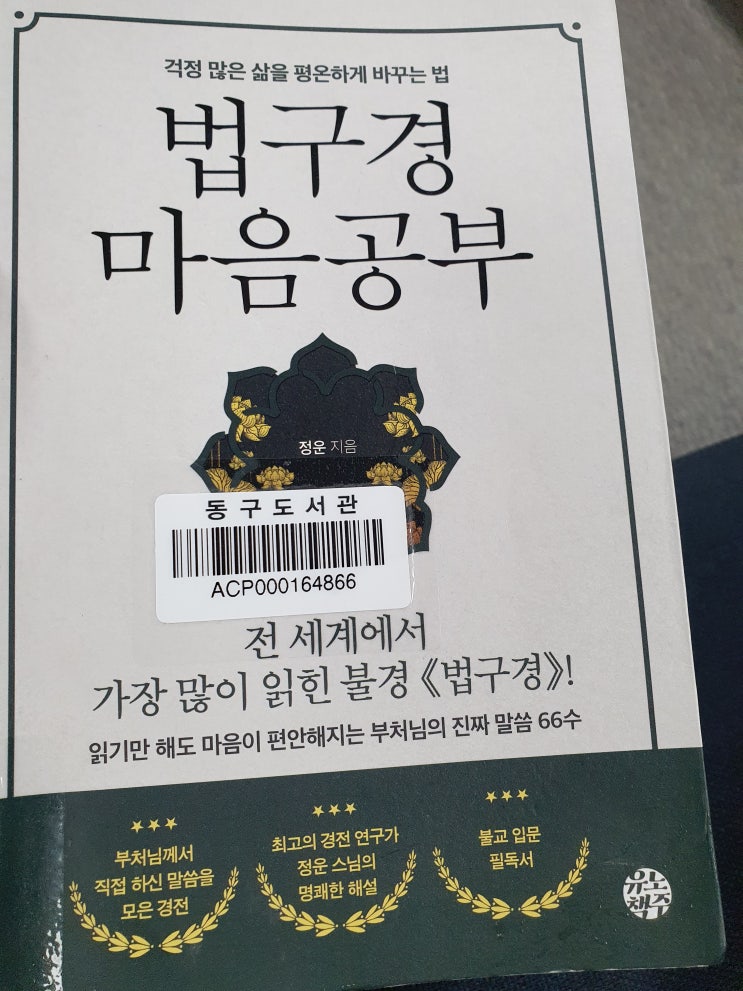 걱정 많은 삶을 평온하게 바꾸는 법
법구경
마음공부
정운 지음
동구도서관
ACP000164866
전 세계에서
가장 많이 읽힌 불경 《법구경》!
읽기만 해도 마음이 편안해지는 부처님의 진짜 말씀 66수
부처님께서
직접 하신 말씀을
모은 경전
최고의 경전 연구가
정운 스님의
명쾌한 해설
불교 입문
필독서
유노
책주